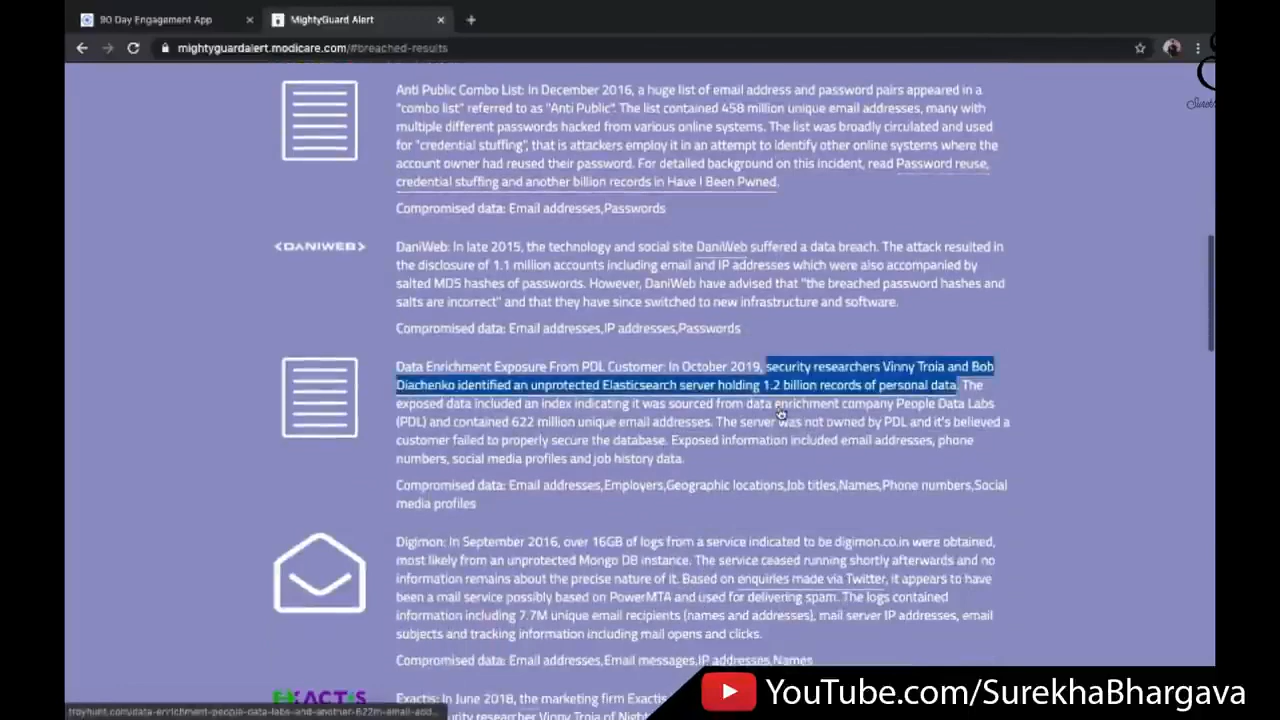 90 Day Engagement App
MightyGuard Alert
mightyguardalert.modicare.com/#breached-results
Anti Public Combo List: In December 2016, a huge list of email address and password pairs appeared in a
"combo list" referred to as "Anti Public". The list contained 458 million unique email addresses, many with
multiple different passwords hacked from various online systems. The list was broadly circulated and used
for "credential stuffing", that is attackers employ it in an attempt to identify other online systems where the
account owner had reused their password. For detailed background on this incident, read Password reuse,
credential stuffing and another billion records in Have I Been Pwned.
Compromised data: Email addresses,Passwords
<DANIWEB>
DaniWeb: In late 2015, the technology and social site DaniWeb suffered a data breach. The attack resulted in
the disclosure of 1.1 million accounts including email and IP addresses which were also accompanied by
salted MD5 hashes of passwords. However, DaniWeb have advised that "the breached password hashes and
salts are incorrect" and that they have since switched to new infrastructure and software.
Compromised data: Email addresses,IP addresses,Passwords
Data Enrichment Exposure From PDL Customer: In October 2019, security researchers Vinny Troia and Bob
Diachenko identified an unprotected Elasticsearch server holding 1.2 billion records of personal data. The
exposed data included an index indicating it was sourced from data enrichment company People Data Labs
(PDL) and contained 622 million unique email addresses. The server was not owned by PDL and it's believed a
customer failed to properly secure the database. Exposed information included email addresses, phone
numbers, social media profiles and job history data.
Compromised data: Email addresses,Employers,Geographic locations,Job titles,Names,Phone numbers,Social
media profiles
Digimon: In September 2016, over 16GB of logs from a service indicated to be digimon.co.in were obtained,
most likely from an unprotected Mongo DB instance. The service ceased running shortly afterwards and no
information remains about the precise nature of it. Based on enquiries made via Twitter, it appears to have
been a mail service possibly based on PowerMTA and used for delivering spam. The logs contained
information including 7.7M unique email recipients (names and addresses), mail server IP addresses, email
subjects and tracking information including mail opens and clicks.
Compromised data: Email addresses,Email messages,IP addresses,Names
EXACTIS
Exactis: In June 2018, the marketing firm Exactis
urity researcher Vinny Troia of Nigh
troyhunt.com/data-enrichment-people-data-labs-and-another-622m-email-add...
YouTube.com/SurekhaBhargava